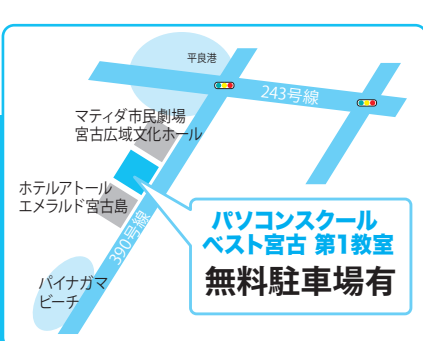 平良港
243号線
マティダ市民劇場
宮古広域文化ホール
ホテルアトール
エメラルド宮古島
390号線
パソコンスクール
ベスト宮古 第1教室
無料駐車場有
パイナガマ
ビーチ